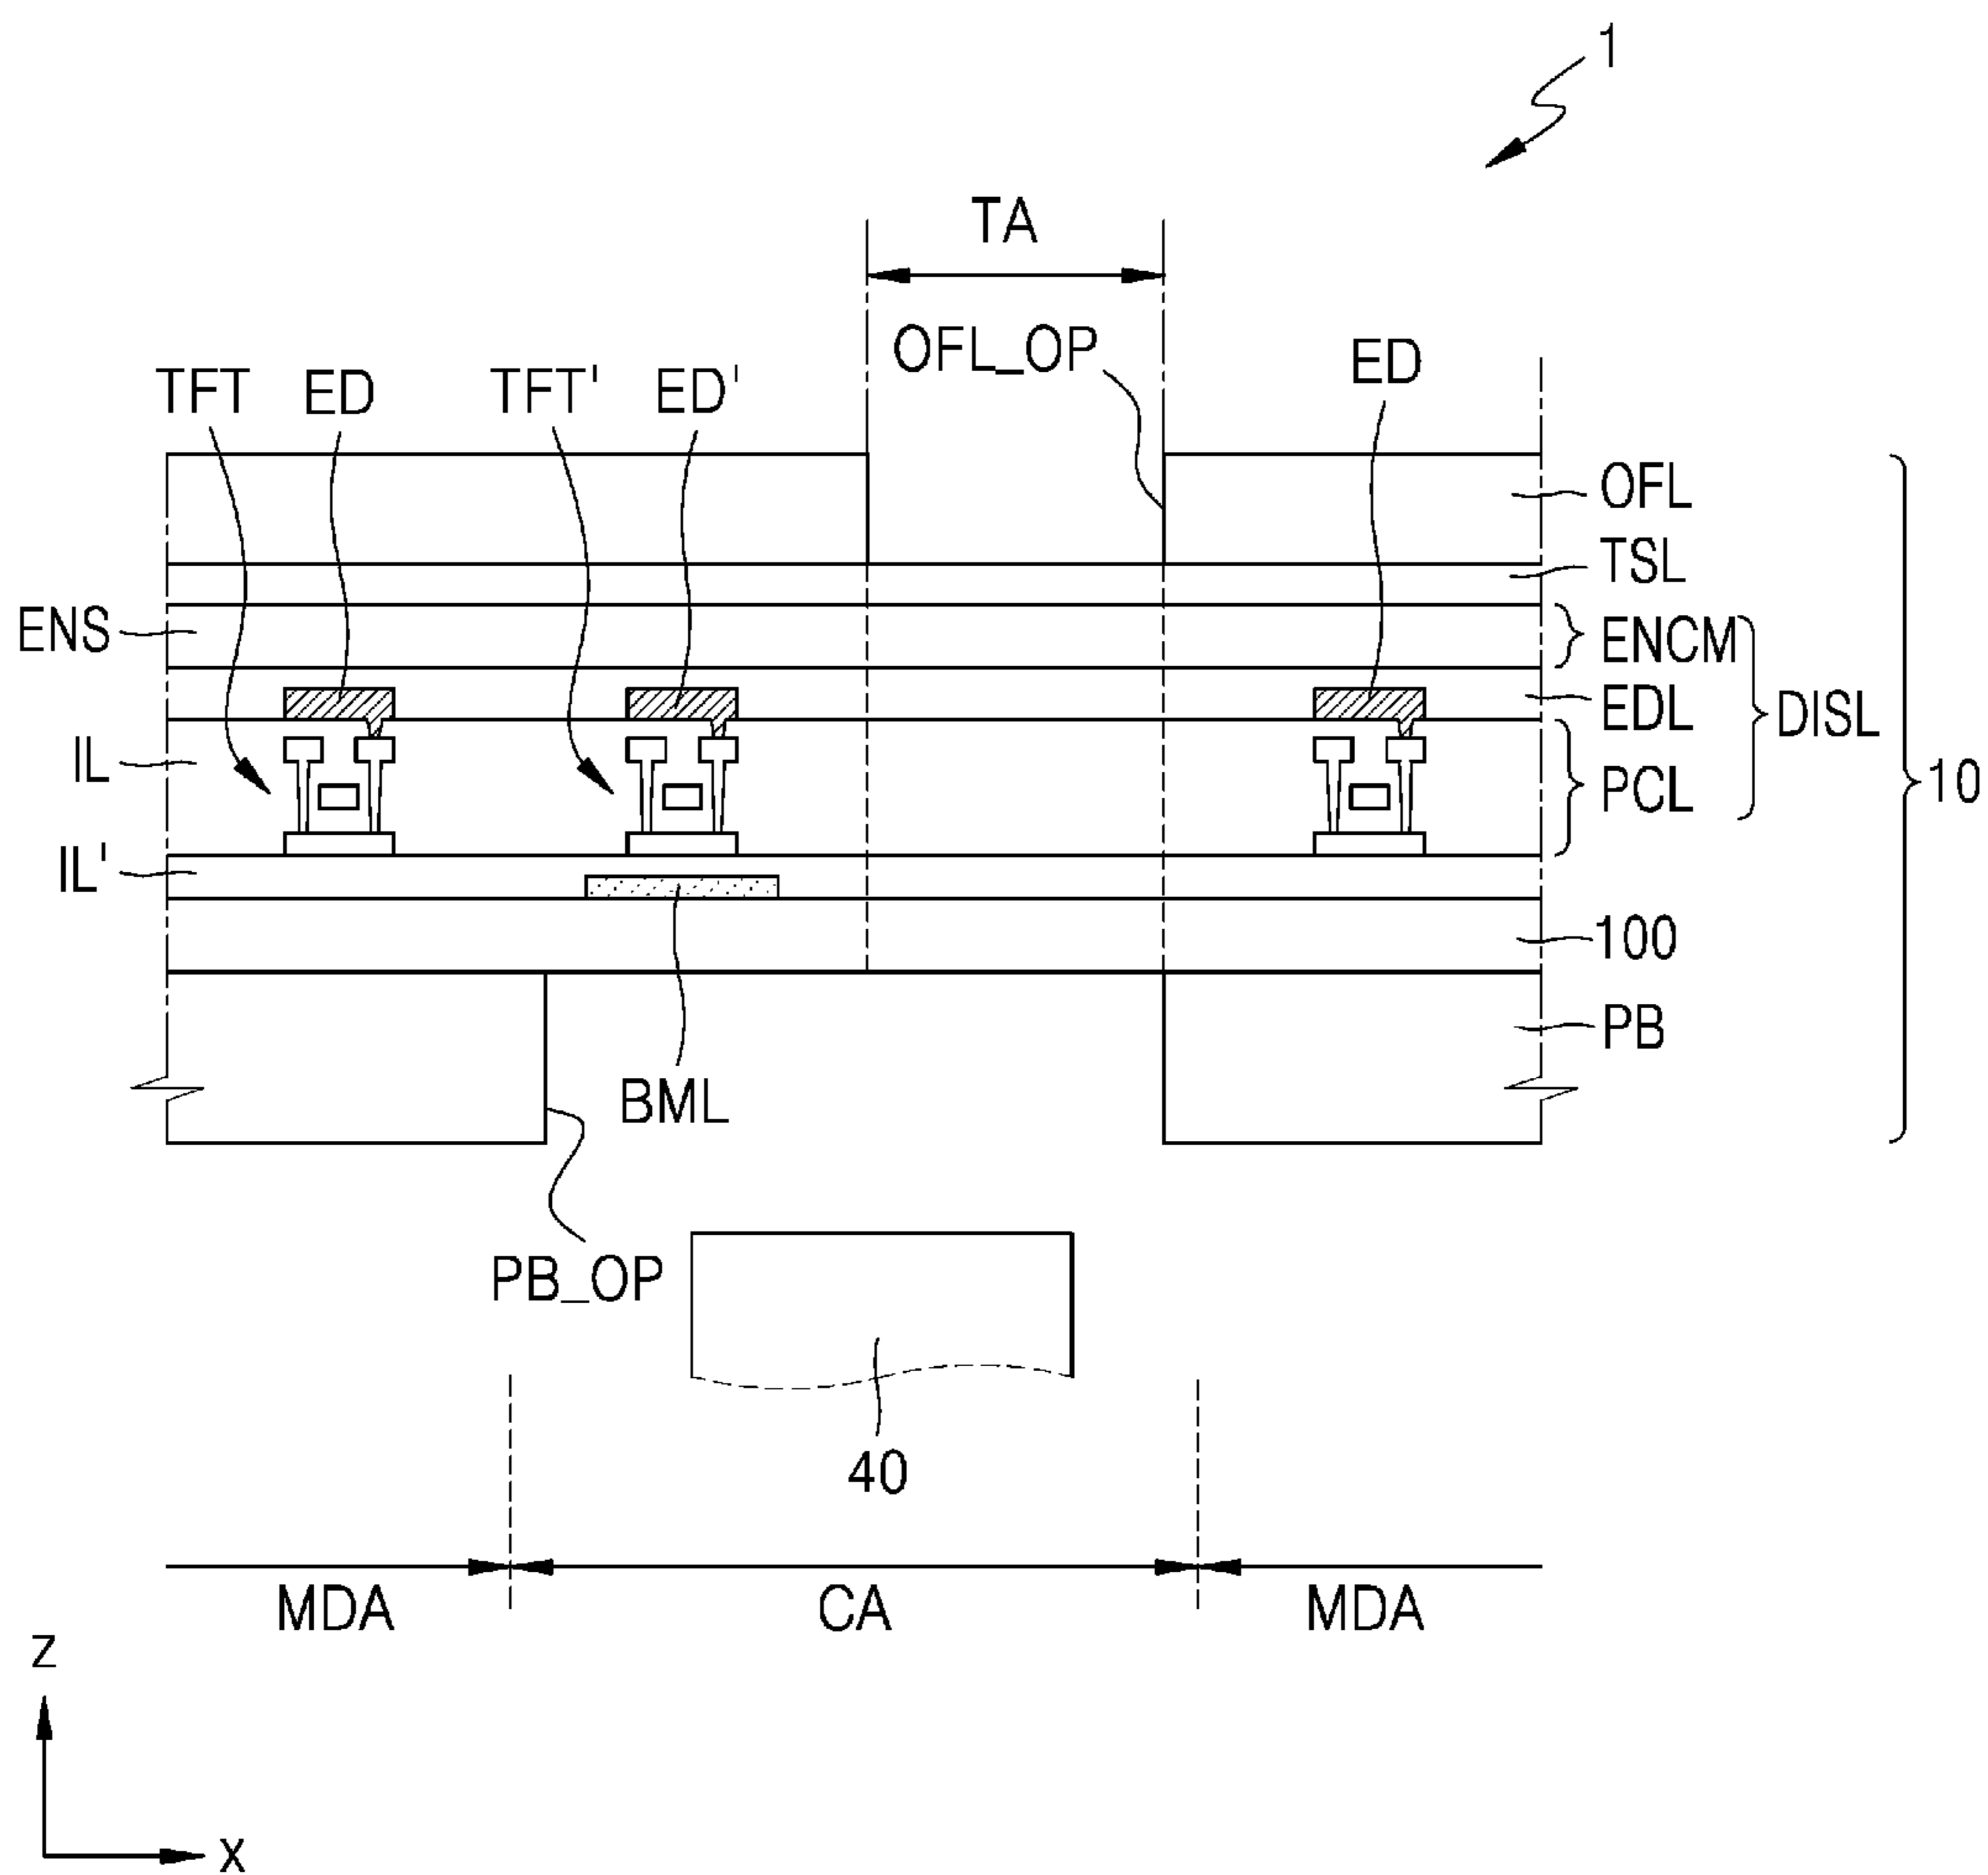 1
TA
OFL_OP
ED
TFT
ED
TFT'
ED'
OFL
TSL
ENS
ENCM
EDL
DISL
IL
PCL
10
IL'
100
PB
BML
PB_OP
40
MDA
CA
MDA
Z
X